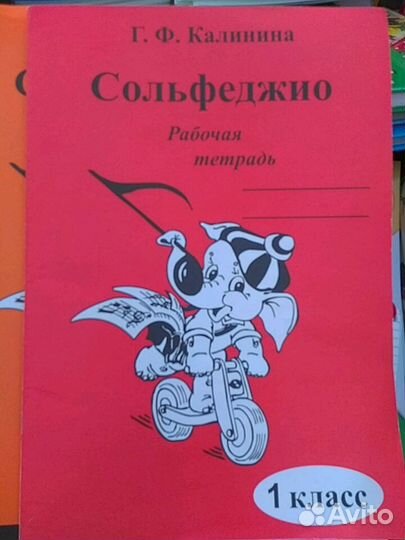 Г. Ф. Калинина
Сольфеджио
Рабочая
тетрадь
1 класс
Avito